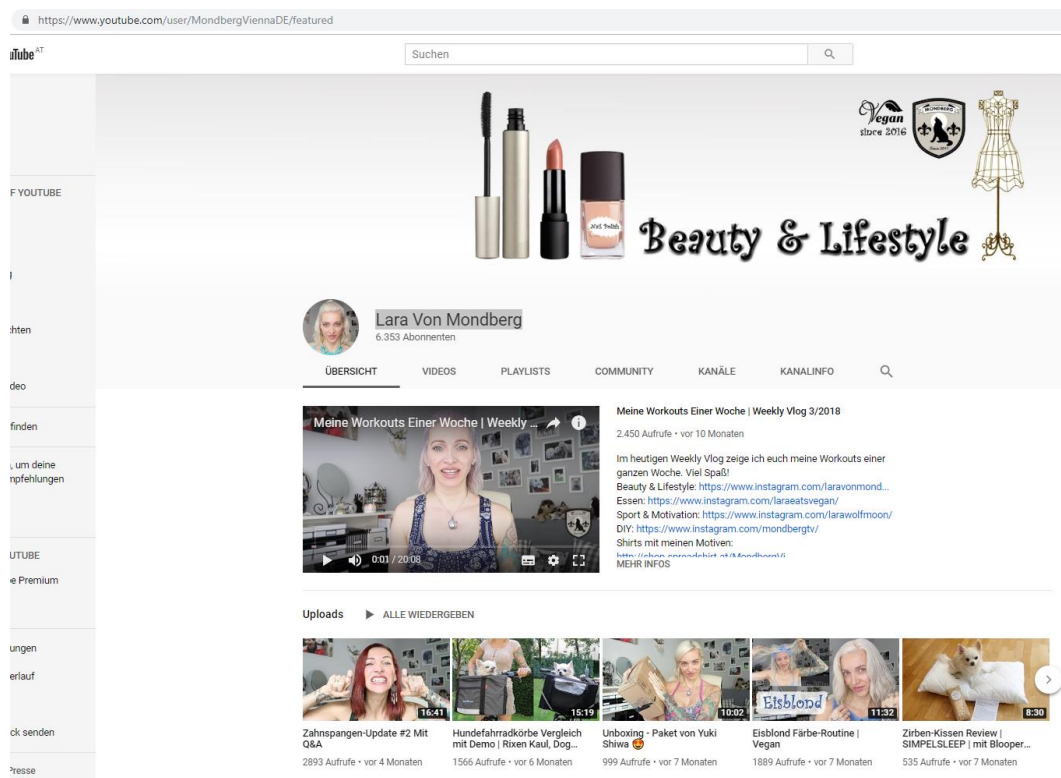 https://www.youtube.com/user/MondbergViennaDE/featured
uTube AT
Suchen
Vegan
since 2016
MONDBERG
Nail Polish
Beauty & Lifestyle
F YOUTUBE
chten
deo
finden
, um deine
mpfehlungen
UTUBE
e Premium
ungen
erlauf
ck senden
Presse
Lara Von Mondberg
6.353 Abonnenten
ÜBERSICHT VIDEOS PLAYLISTS COMMUNITY KANÄLE KANALINFO
Meine Workouts Einer Woche | Weekly ...
0:01 / 20:08
Meine Workouts Einer Woche | Weekly Vlog 3/2018
2.450 Aufrufe • vor 10 Monaten
Im heutigen Weekly Vlog zeige ich euch meine Workouts einer
ganzen Woche. Viel Spaß!
Beauty & Lifestyle: https://www.instagram.com/laravonmond...
Essen: https://www.instagram.com/laraeatsvegan/
Sport & Motivation: https://www.instagram.com/larawolfmoon/
DIY: https://www.instagram.com/mondbergtv/
Shirts mit meinen Motiven:
http://shop.spreadshirt.at/MondbergVi
MEHR INFOS
Uploads ALLE WIEDERGEBEN
16:41
15:19
10:02
Eisblond
11:32
8:30
Zahnspangen-Update #2 Mit
Q&A
2893 Aufrufe • vor 4 Monaten
Hundefahrradkörbe Vergleich
mit Demo | Rixen Kaul, Dog...
1566 Aufrufe • vor 6 Monaten
Unboxing - Paket von Yuki
Shiwa 😍
999 Aufrufe • vor 7 Monaten
Eisblond Färbe-Routine |
Vegan
1889 Aufrufe • vor 7 Monaten
Zirben-Kissen Review |
SIMPELSLEEP | mit Blooper...
535 Aufrufe • vor 7 Monaten